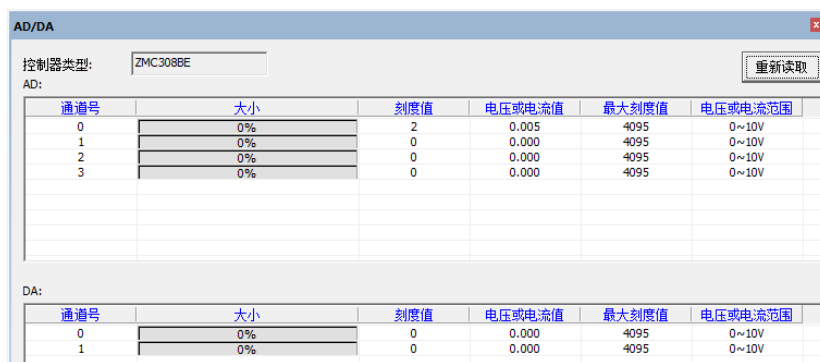 AD/DA
控制器类型: ZMC308BE 重新读取
AD:
通道号 大小 刻度值 电压或电流值 最大刻度值 电压或电流范围
0 0% 2 0.005 4095 0~10V
1 0% 0 0.000 4095 0~10V
2 0% 0 0.000 4095 0~10V
3 0% 0 0.000 4095 0~10V
DA:
通道号 大小 刻度值 电压或电流值 最大刻度值 电压或电流范围
0 0% 0 0.000 4095 0~10V
1 0% 0 0.000 4095 0~10V